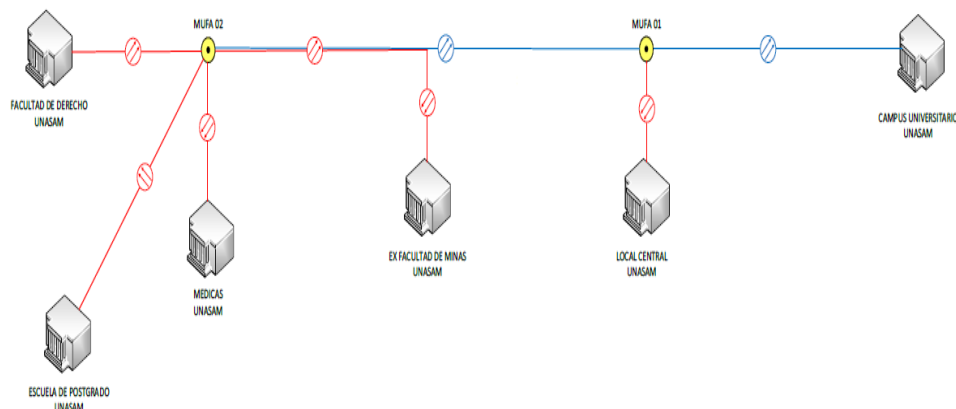 MUFA 02
MUFA 01
FACULTAD DE DERECHO
UNASAM
CAMPUS UNIVERSITARIO
UNASAM
EX FACULTAD DE MINAS
UNASAM
LOCAL CENTRAL
UNASAM
MEDICAS
UNASAM
ESCUELA DE POSTGRADO
UNASAM